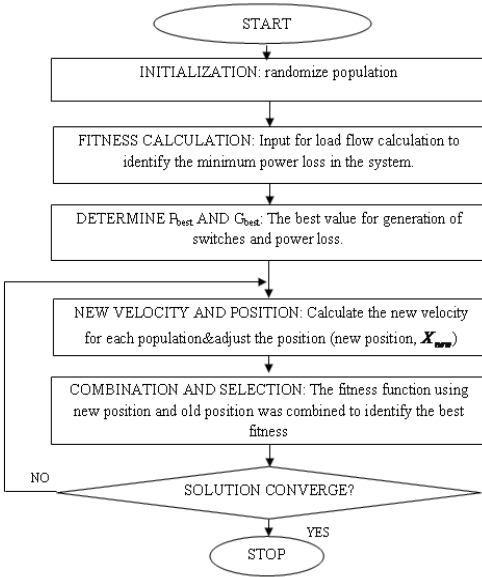 START
INITIALIZATION: randomize population
FITNESS CALCULATION: Input for load flow calculation to
identify the minimum power loss in the system.
DETERMINE Pbest AND Gbest: The best value for generation of
switches and power loss.
NEW VELOCITY AND POSITION: Calculate the new velocity
for each population&adjust the position (new position, Xnew)
COMBINATION AND SELECTION: The fitness function using
new position and old position was combined to identify the best
fitness
NO
SOLUTION CONVERGE?
YES
STOP